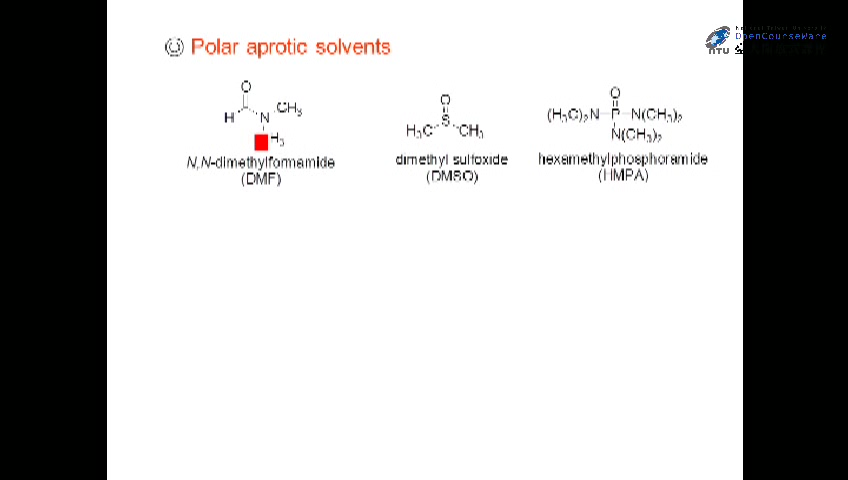 Polar aprotic solvents
OpenCourseWare
NTU
O
H
N
CH3
H3
N,N-dimethylformamide
(DMF)
O
S
H3C
CH3
dimethyl sulfoxide
(DMSO)
O
(H3C)2N
P
N(CH3)2
N(CH3)2
hexamethylphosphoramide
(HMPA)